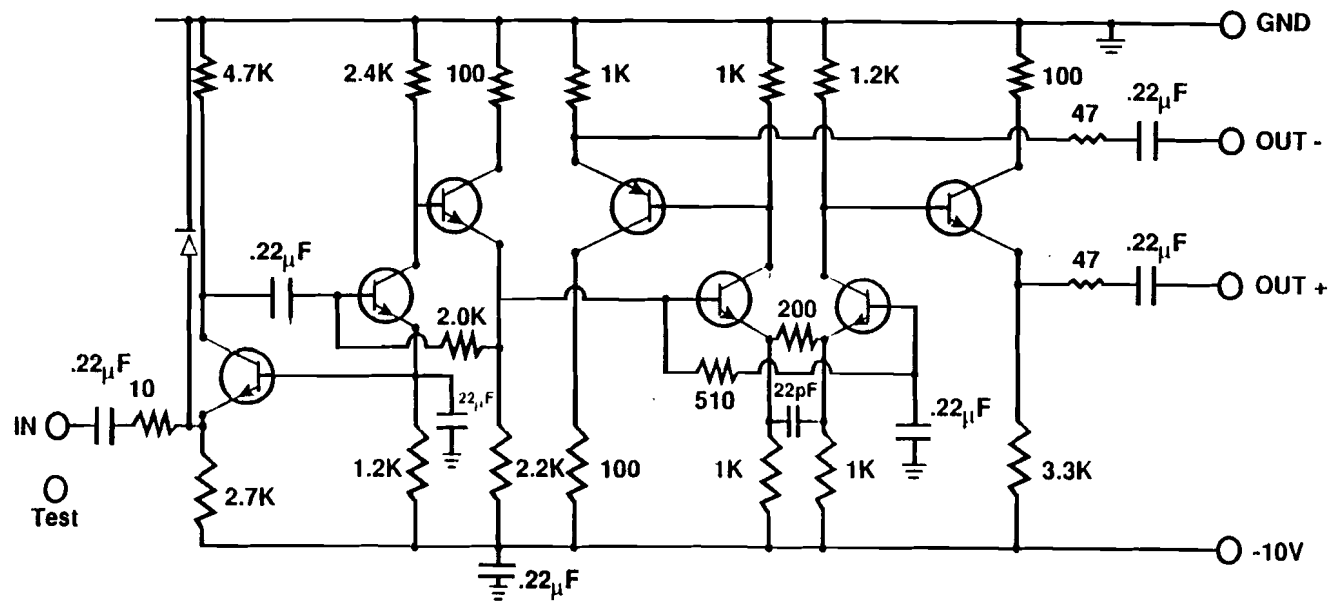 GND
4.7K
2.4K
100
1K
1K
1.2K
100
47
.22μF
OUT -
.22μF
47
.22μF
OUT +
2.0K
200
.22μF
10
IN
Test
22μF
510
22pF
.22μF
2.7K
1.2K
2.2K
100
1K
1K
3.3K
-10V
.22μF